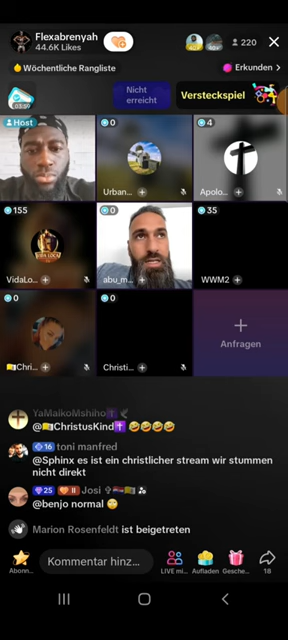 Flexabrenyah
44.6K Likes
220
Wöchentliche Rangliste
Erkunden
03:59
Nicht
erreicht
Versteckspiel
Host
0
4
Urban...
Apolo...
155
0
35
VidaLo...
abu_m...
WWM2
0
0
Chri...
Christi...
Anfragen
YaMaikoMshiho✝️🕊
@🇻🇦ChristusKind✝️ 🤣🤣🤣🤣
16 toni manfred
@Sphinx es ist ein christlicher stream wir stummen
nicht direkt
25 II Josi
@benjo normal 🙄
Marion Rosenfeldt ist beigetreten
Kommentar hinz...
Abonn...
LIVE mi...
Aufladen
Gesche...
18